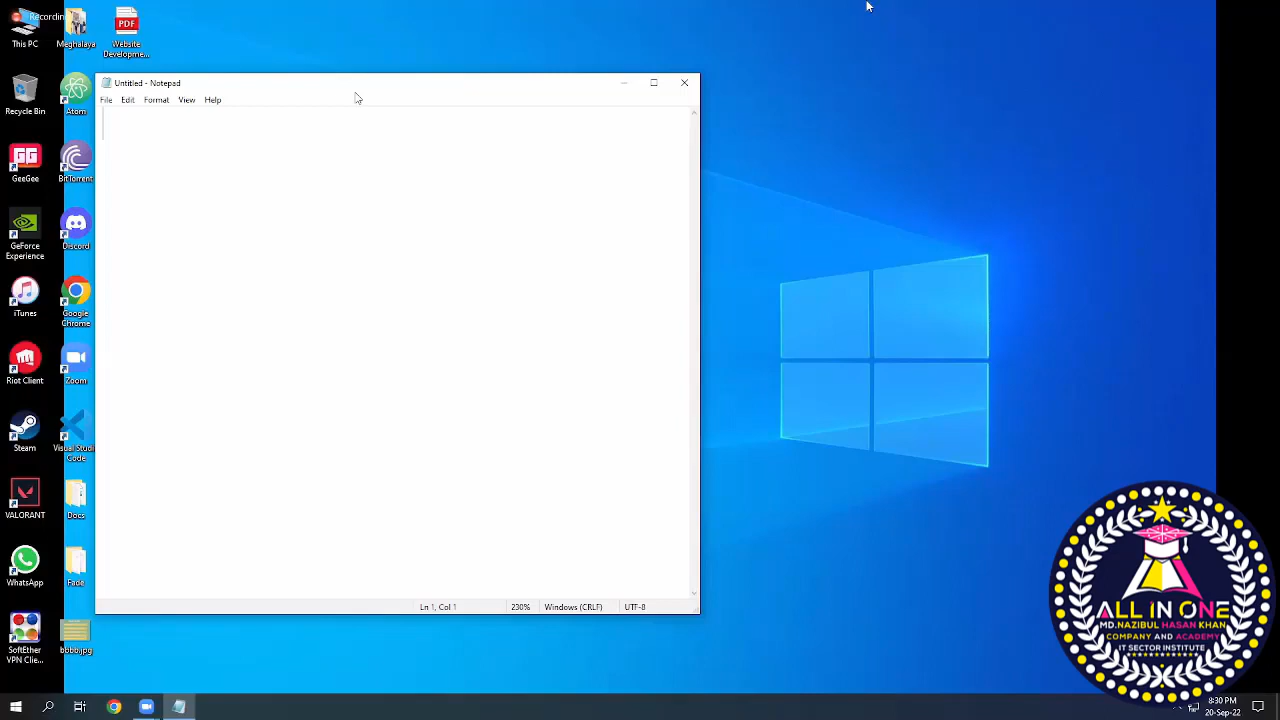 Recording
This PC
Meghalaya
PDF
Website
Developme...
Recycle Bin
Atom
GeeGee
BitTorrent
GeForce
Experience
Discord
iTunes
Google
Chrome
Riot Client
Zoom
Steam
Visual Studio
Code
VALORANT
Docs
WhatsApp
Fade
SoftEther
VPN Clie...
Untitled - Notepad
File Edit Format View Help
Ln 1, Col 1 230% Windows (CRLF) UTF-8
ALL IN ONE
MD.NAZIBUL HASAN KHAN
COMPANY AND ACADEMY
IT SECTOR INSTITUTE
8:30 PM
20-Sep-22